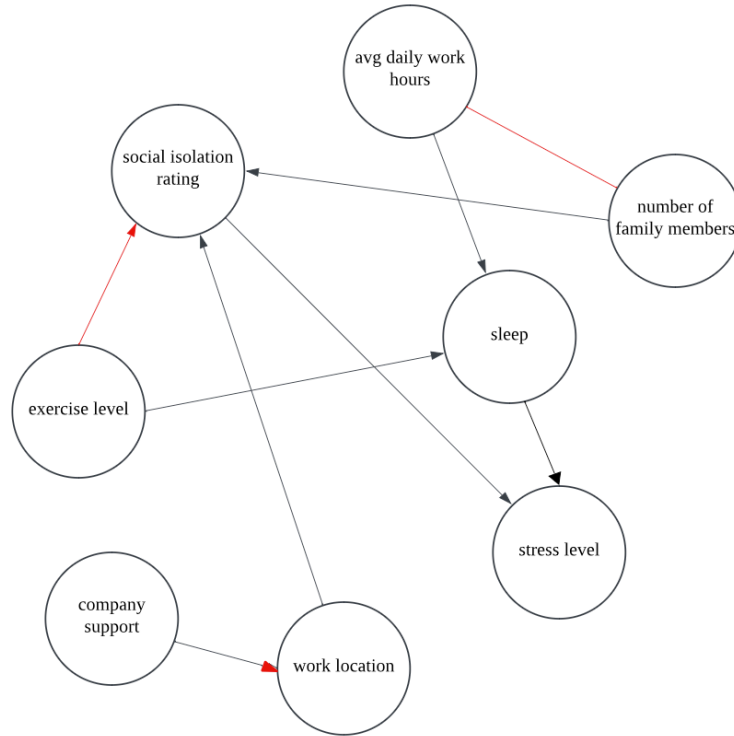 avg daily work
hours
social isolation
rating
number of
family members
sleep
exercise level
stress level
company
support
work location